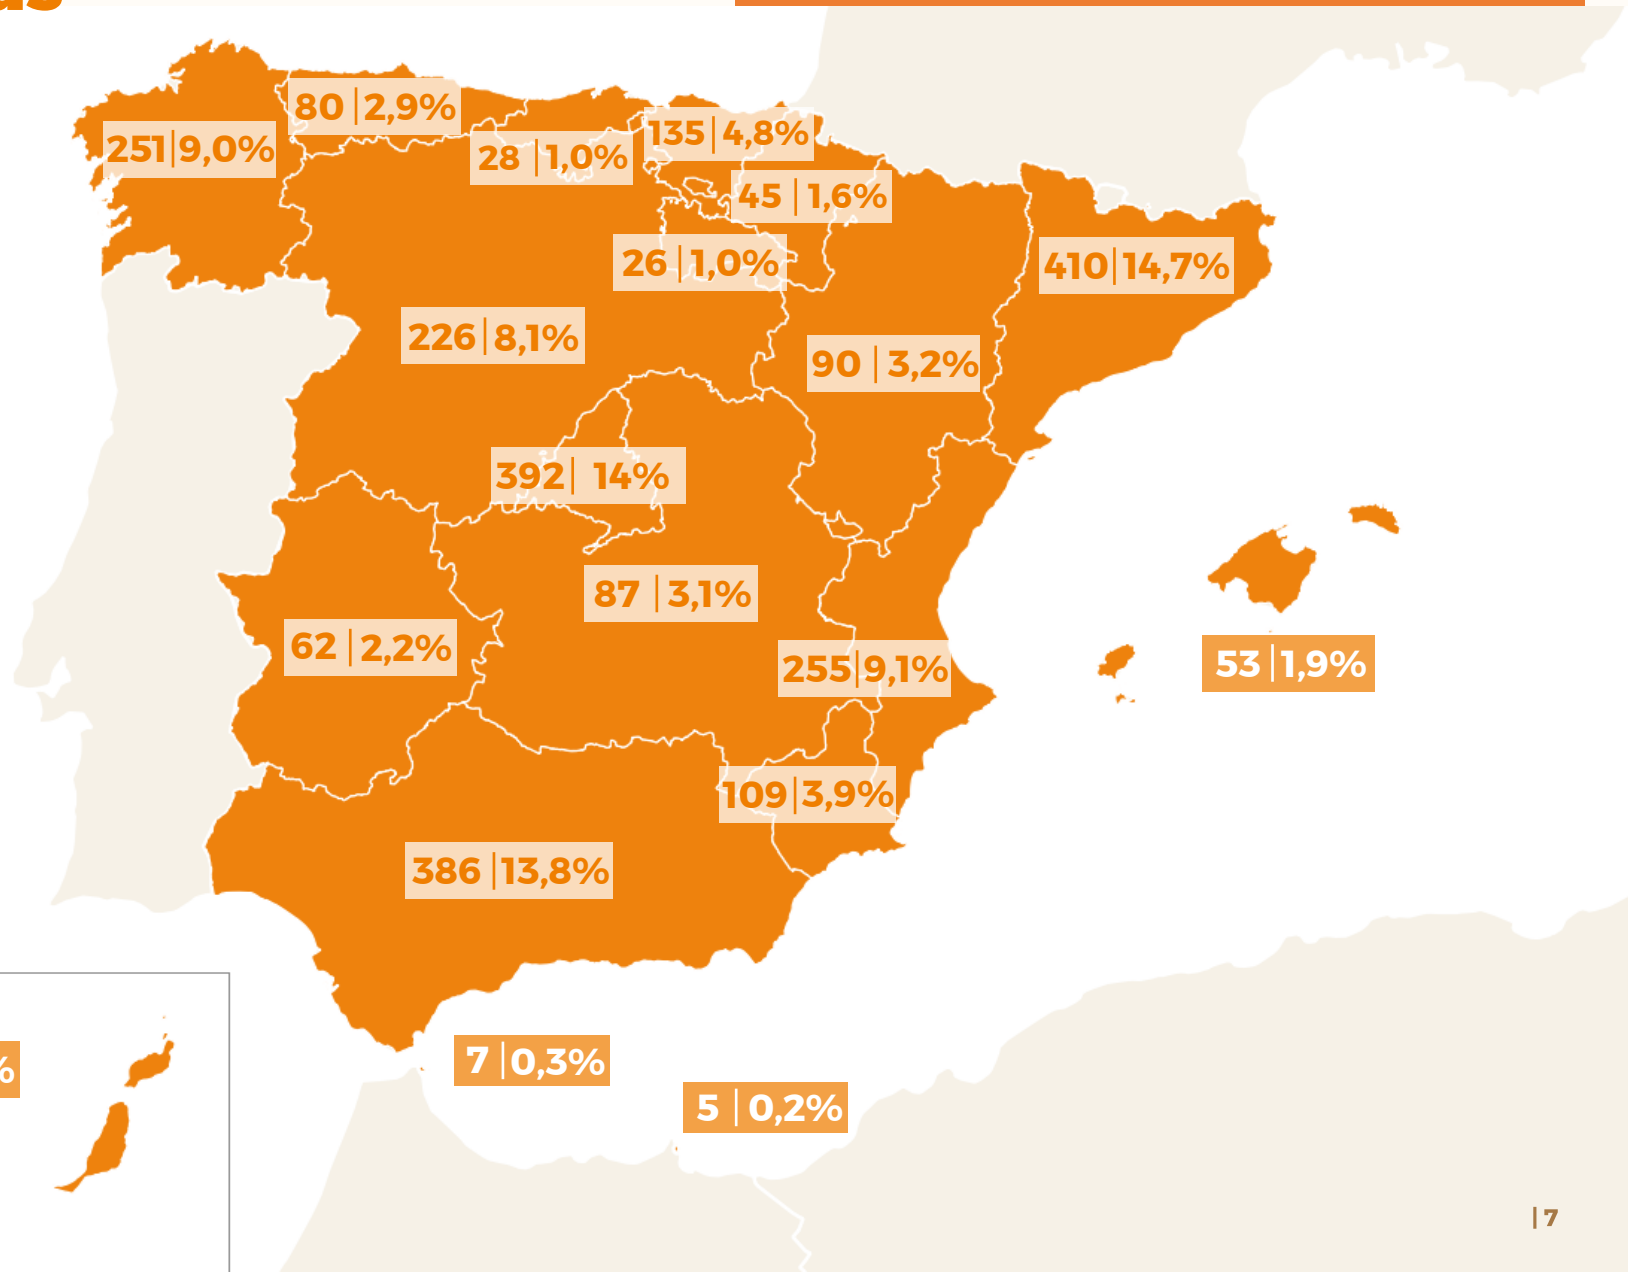 80 | 2,9%
251 | 9,0%
135 | 4,8%
28 | 1,0%
45 | 1,6%
26 | 1,0%
410 | 14,7%
226 | 8,1%
90 | 3,2%
392 | 14%
87 | 3,1%
62 | 2,2%
255 | 9,1%
53 | 1,9%
109 | 3,9%
386 | 13,8%
7 | 0,3%
%
5 | 0,2%
| 7